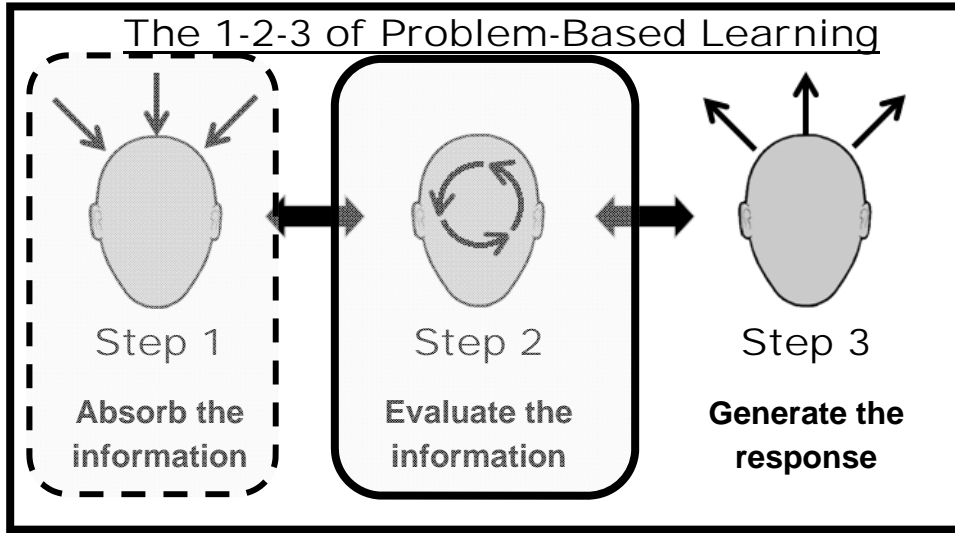 The 1-2-3 of Problem-Based Learning
Step 1
Absorb the
information
Step 2
Evaluate the
information
Step 3
Generate the
response